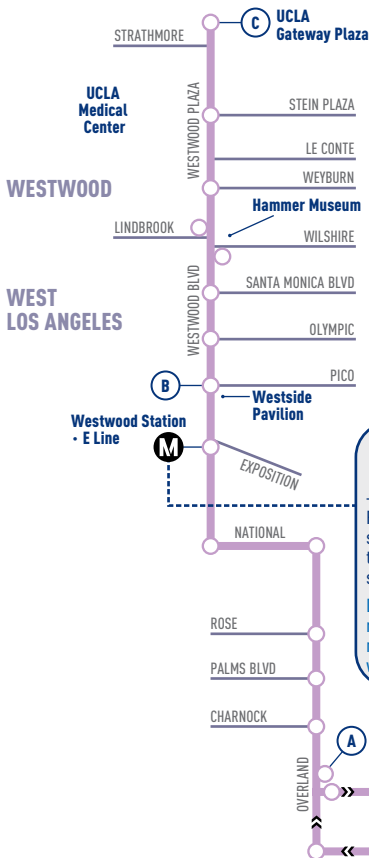 C
UCLA
Gateway Plaza
STRATHMORE
UCLA
Medical
Center
WESTWOOD PLAZA
STEIN PLAZA
LE CONTE
WEYBURN
WESTWOOD
Hammer Museum
LINDBROOK
WILSHIRE
WEST
LOS ANGELES
WESTWOOD BLVD
SANTA MONICA BLVD
OLYMPIC
PICO
B
Westside
Pavilion
Westwood Station
· E Line
M
EXPOSITION
NATIONAL
ROSE
PALMS BLVD
CHARNOCK
A
OVERLAND